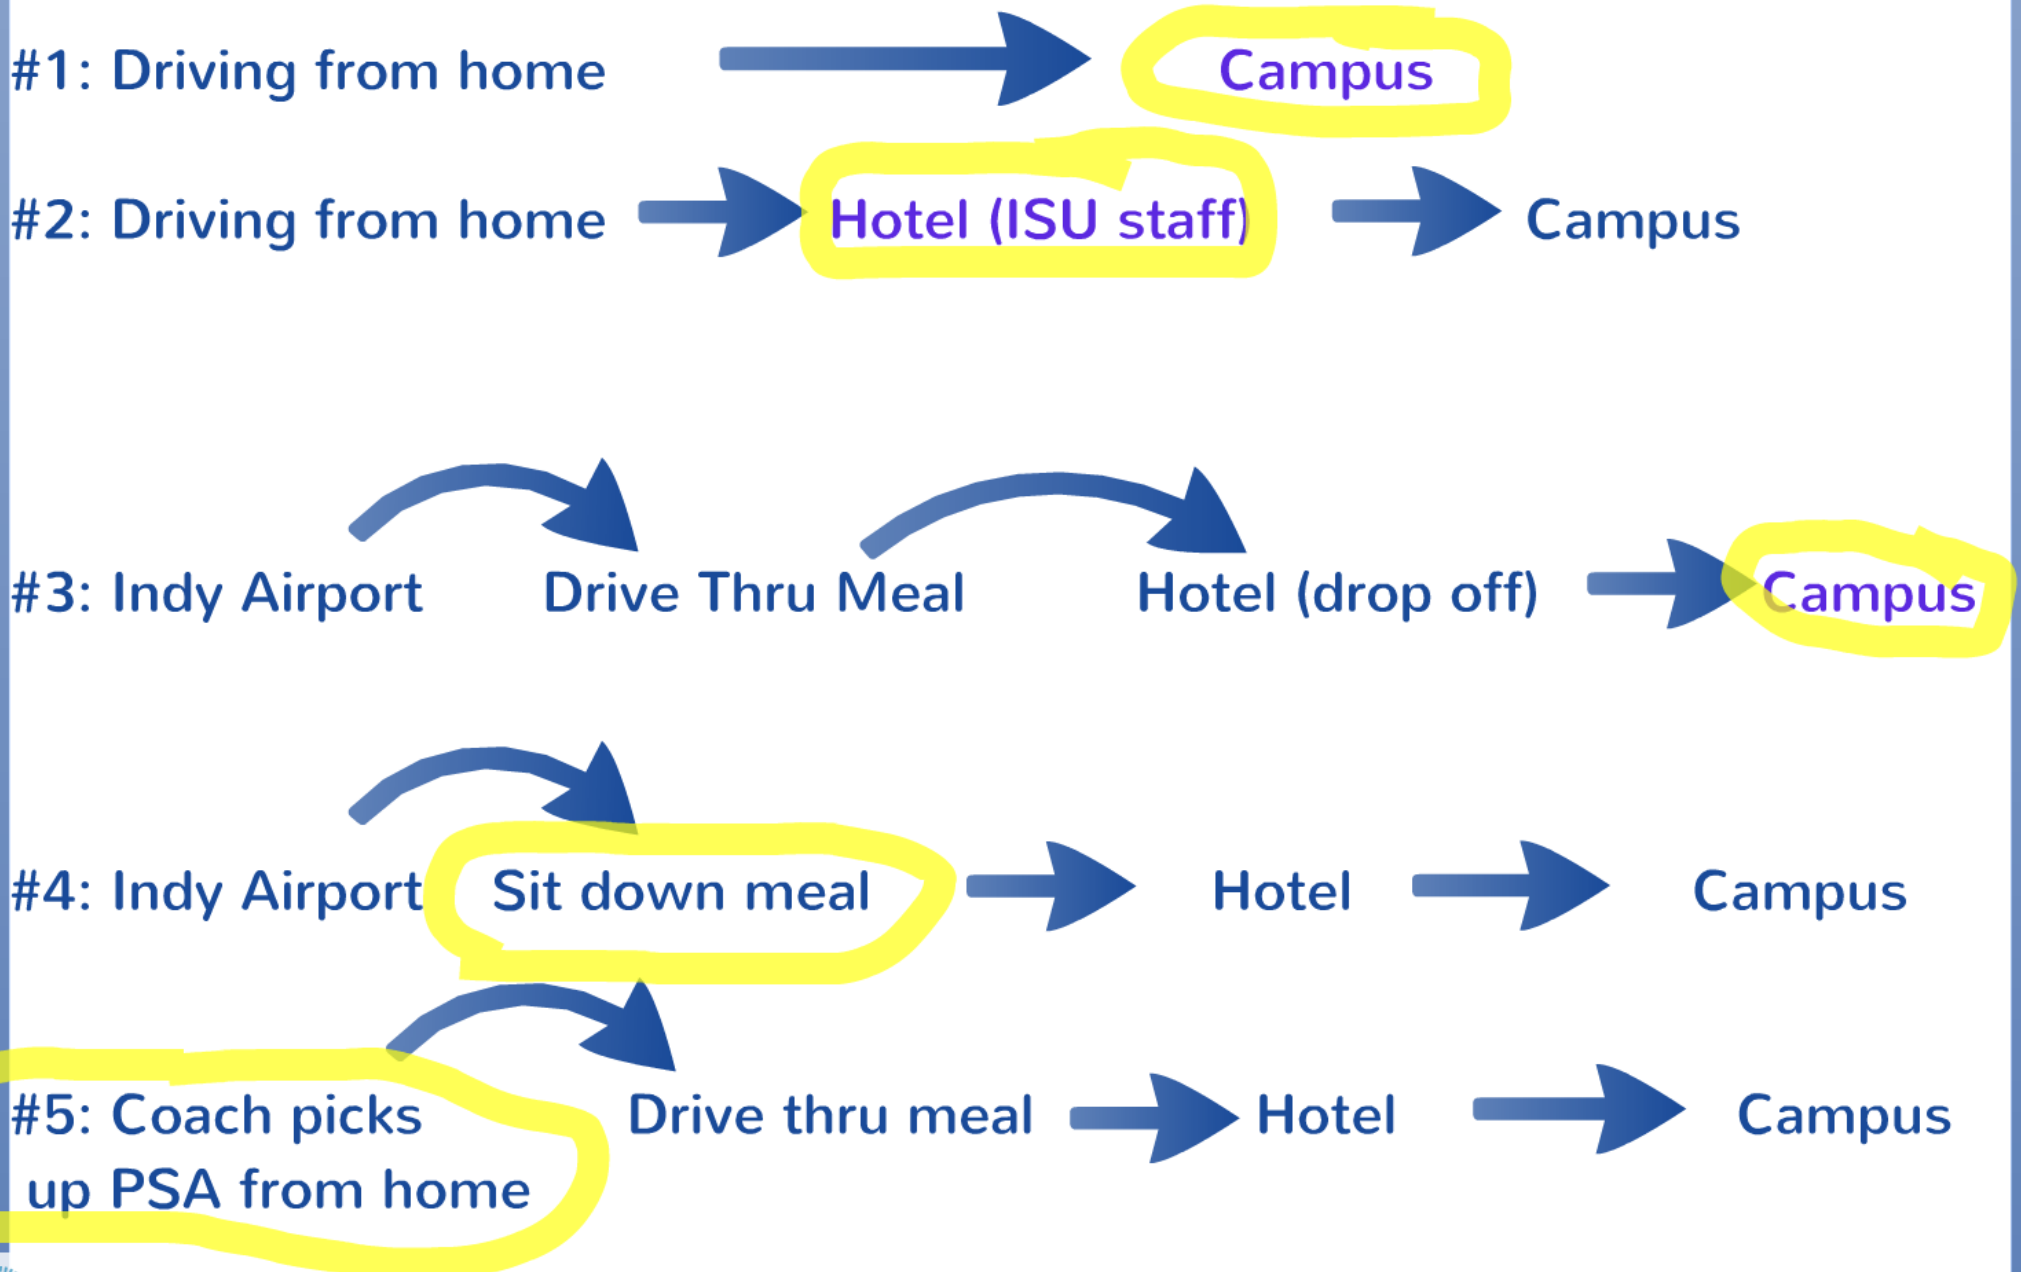 #1: Driving from home Campus
#2: Driving from home Hotel (ISU staff) Campus
#3: Indy Airport Drive Thru Meal Hotel (drop off) Campus
#4: Indy Airport Sit down meal Hotel Campus
#5: Coach picks Drive thru meal Hotel Campus
up PSA from home